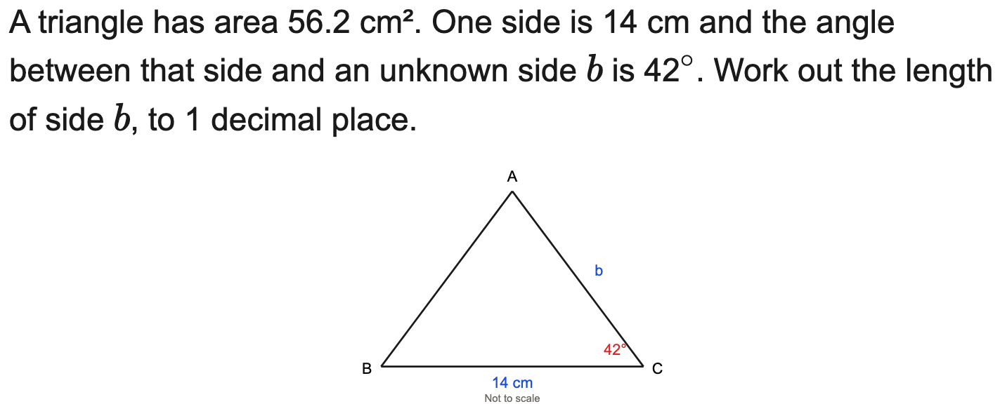 A triangle has area 56.2 cm². One side is 14 cm and the angle
between that side and an unknown side b is 42°. Work out the length
of side b, to 1 decimal place.
A
b
42°
B
C
14 cm
Not to scale